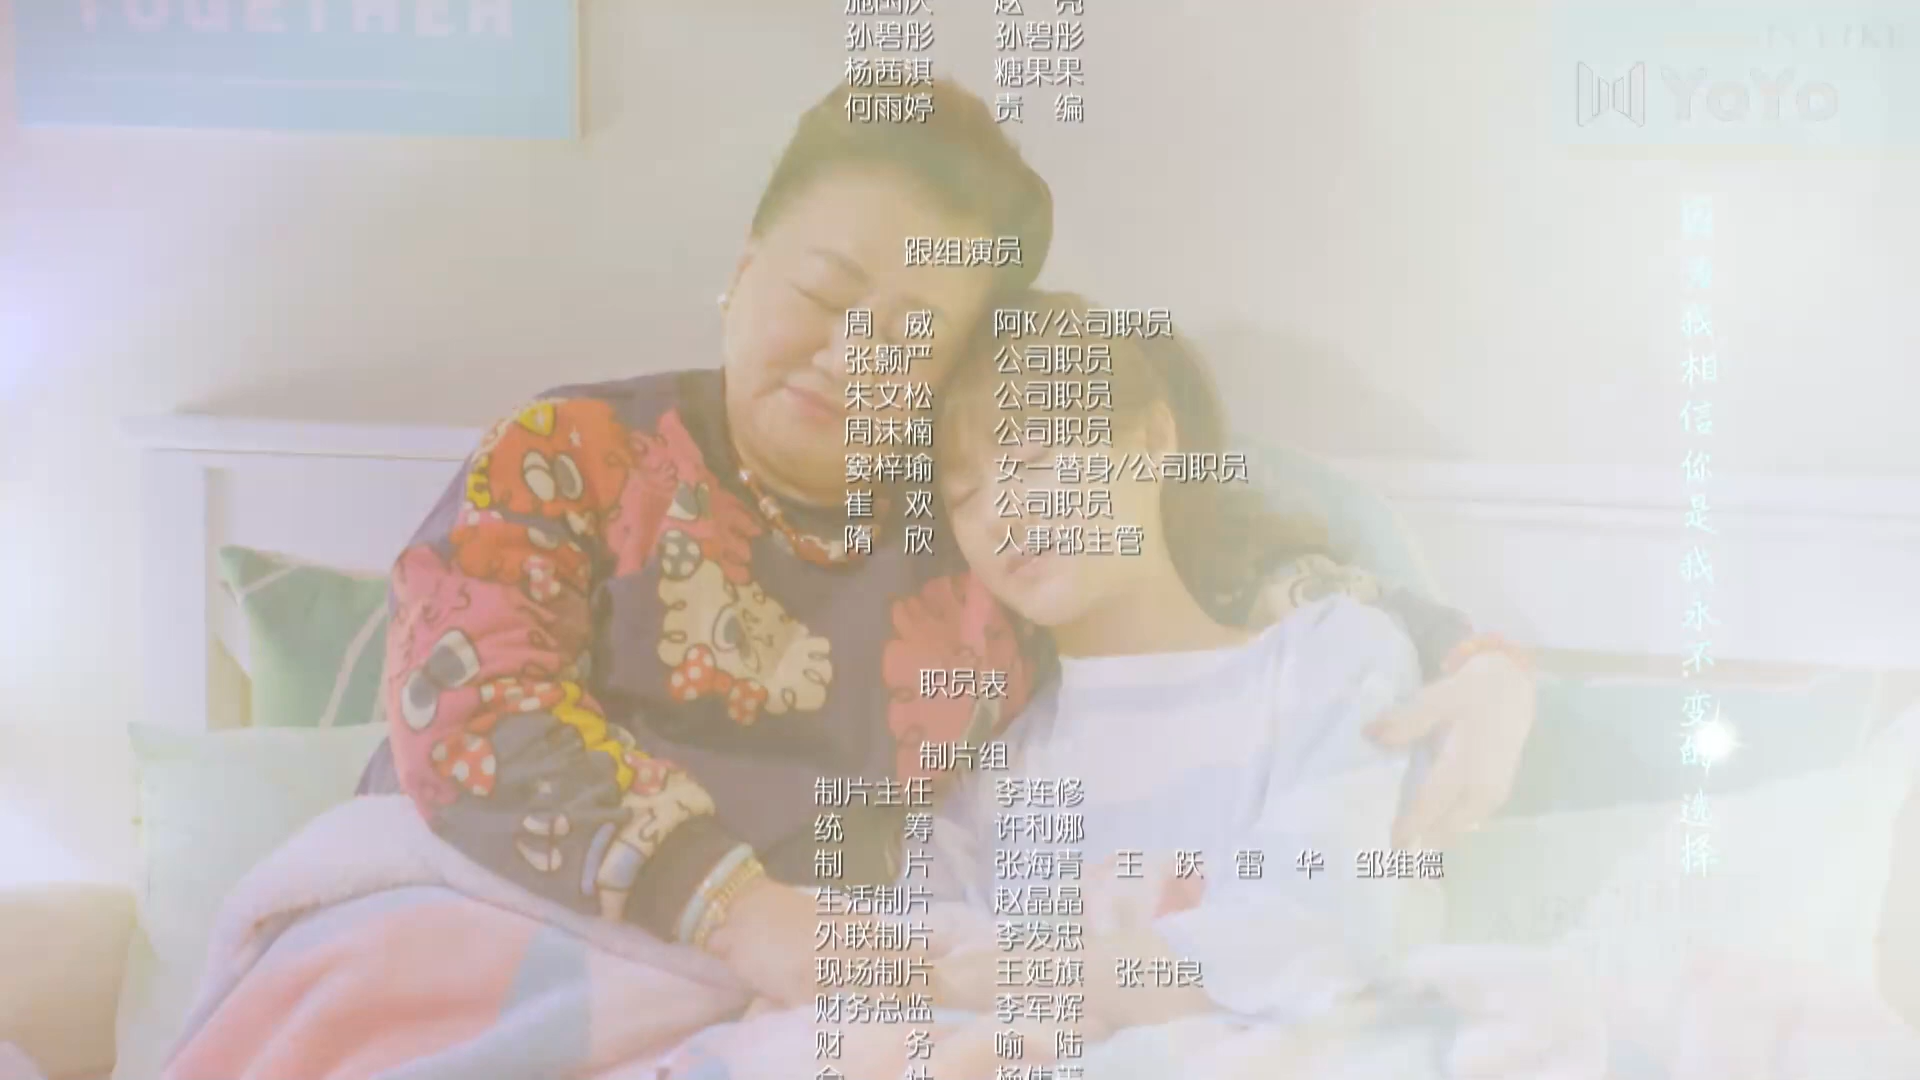 TOGETHER
YOYO
孙碧彤 孙碧彤
杨茜淇 糖果果
何雨婷 责 编
跟组演员
周 威 阿K/公司职员
张颢严 公司职员
朱文松 公司职员
周沫楠 公司职员
窦梓瑜 女一替身/公司职员
崔 欢 公司职员
隋 欣 人事部主管
职员表
制片组
制片主任 李连修
统 筹 许利娜
制 片 张海青 王 跃 雷 华 邹维德
生活制片 赵晶晶
外联制片 李发忠
现场制片 王延旗 张书良
财务总监 李军辉
财 务 喻 陆
因为我相信你是我永不变的选择